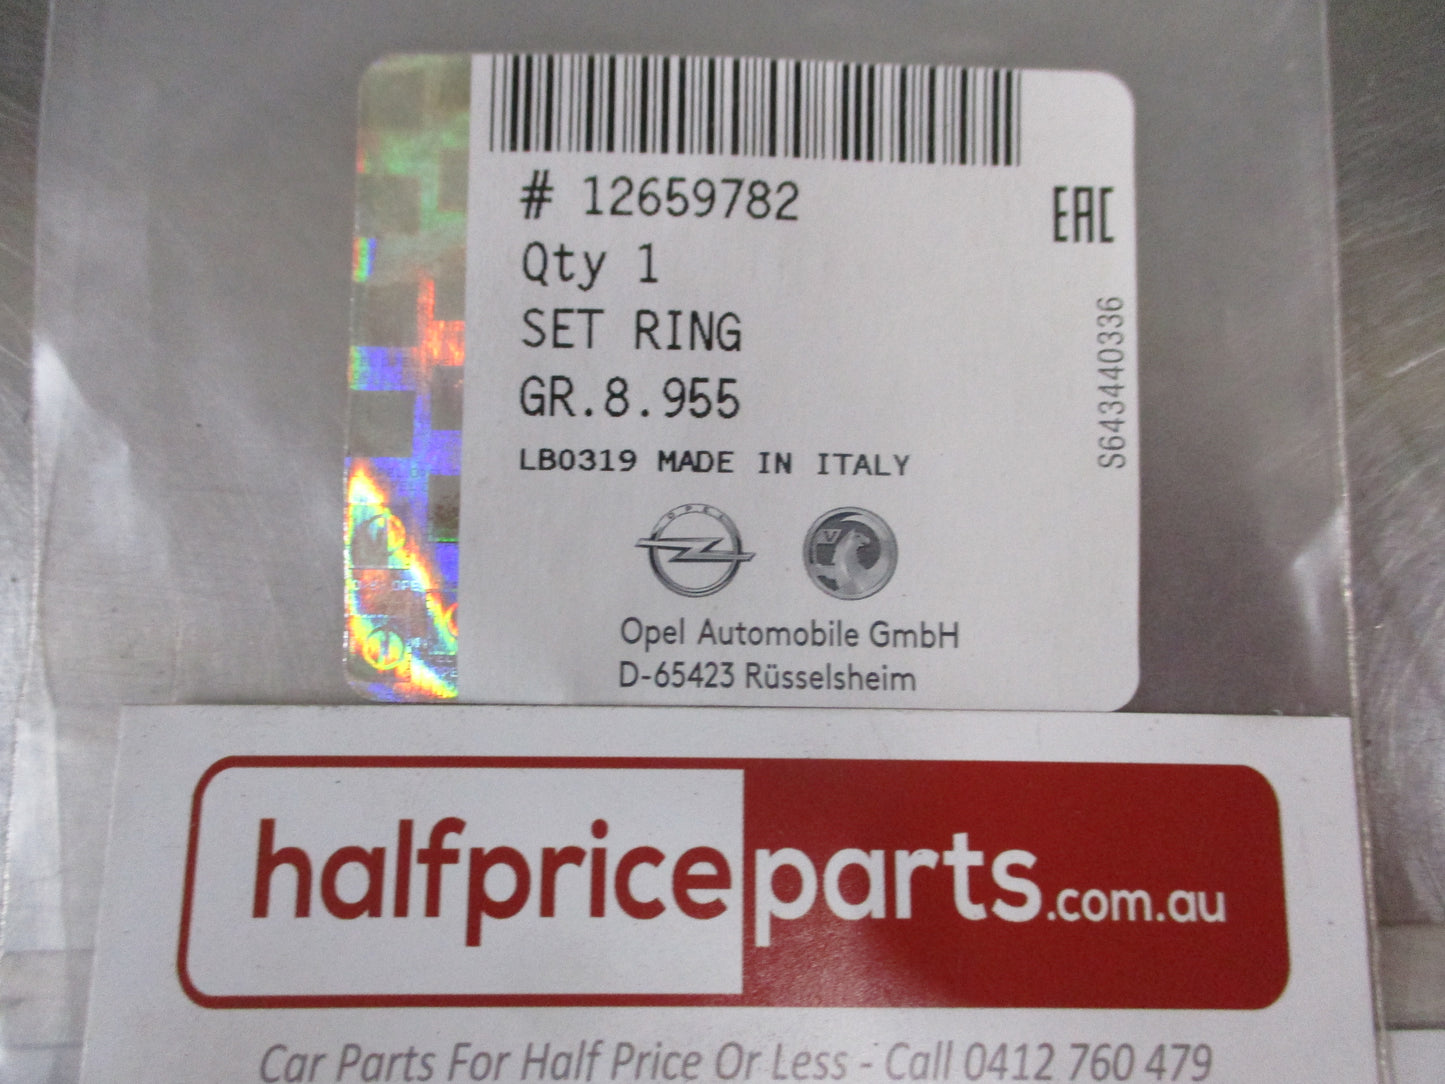 # 12659782
EAC
Qty 1
SET RING
GR.8.955
LB0319 MADE IN ITALY
S643440336
OPEL
V
Opel Automobile GmbH
D-65423 Rüsselsheim
halfpriceparts.com.au
Car Parts For Half Price Or Less - Call 0412 760 479